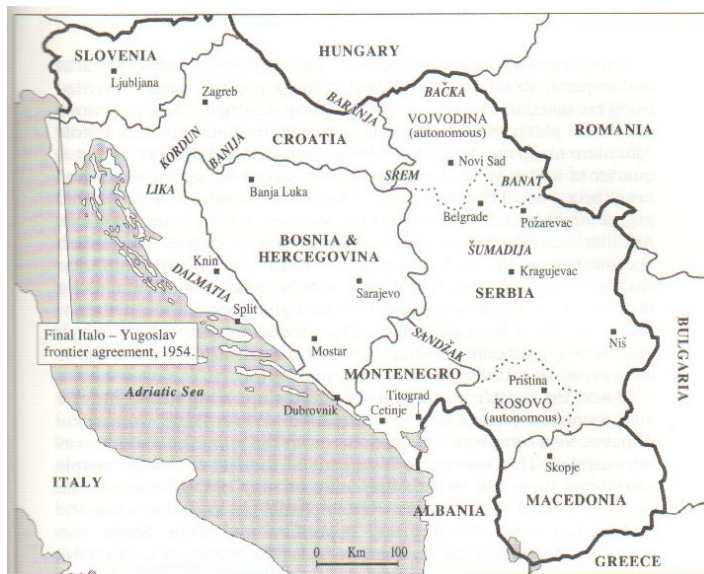 SLOVENIA
Ljubljana
HUNGARY
Zagreb
BARANJA
BAČKA
VOJVODINA
(autonomous)
ROMANIA
KORDUN
BANIJA
CROATIA
LIKA
Banja Luka
SREM
Novi Sad
BANAT
Belgrade
Požarevac
BOSNIA &
HERCEGOVINA
ŠUMADIJA
Knin
DALMATIA
Sarajevo
Kragujevac
SERBIA
Split
Final Italo – Yugoslav
frontier agreement, 1954.
Mostar
SANDŽAK
Niš
BULGARIA
Adriatic Sea
MONTENEGRO
Priština
KOSOVO
(autonomous)
Dubrovnik
Titograd
Cetinje
Skopje
ITALY
ALBANIA
MACEDONIA
0 Km 100
GREECE